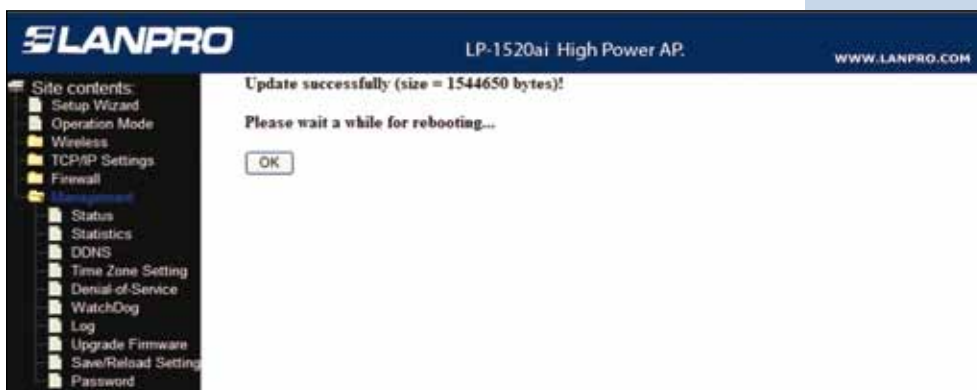 LANPRO
LP-1520ai High Power AP.
WWW.LANPRO.COM
Site contents:
Setup Wizard
Operation Mode
Wireless
TCP/IP Settings
Firewall
Management
Status
Statistics
DDNS
Time Zone Setting
Denial-of-Service
WatchDog
Log
Upgrade Firmware
Save/Reload Setting
Password
Update successfully (size = 1544650 bytes)!
Please wait a while for rebooting...
OK